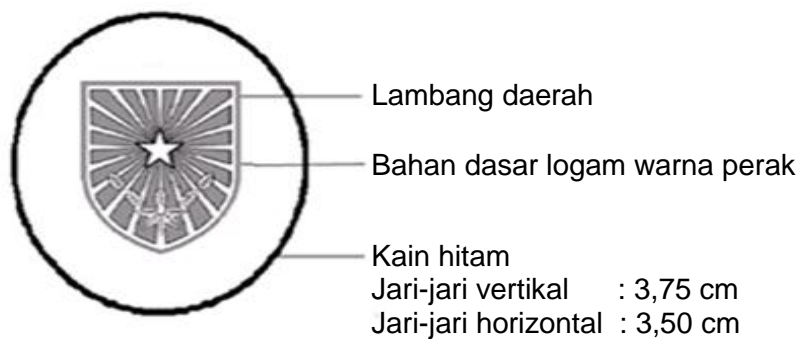 Lambang daerah
Bahan dasar logam warna perak
Kain hitam
Jari-jari vertikal : 3,75 cm
Jari-jari horizontal : 3,50 cm